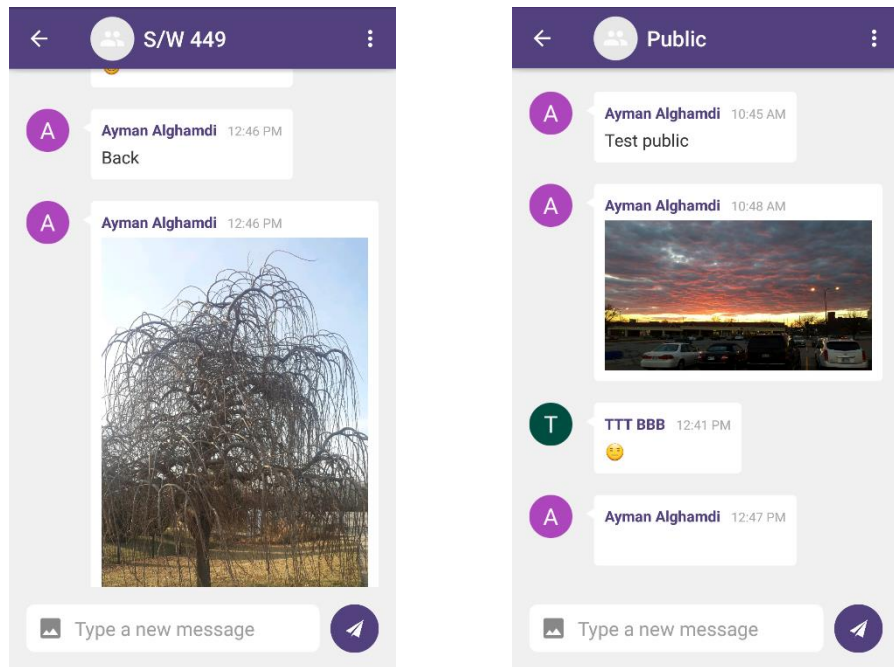 S/W 449
Ayman Alghamdi 12:46 PM
Back
Ayman Alghamdi 12:46 PM
Type a new message
Public
A Ayman Alghamdi 10:45 AM
Test public
A Ayman Alghamdi 10:48 AM
T TTT BBB 12:41 PM
A Ayman Alghamdi 12:47 PM
Type a new message